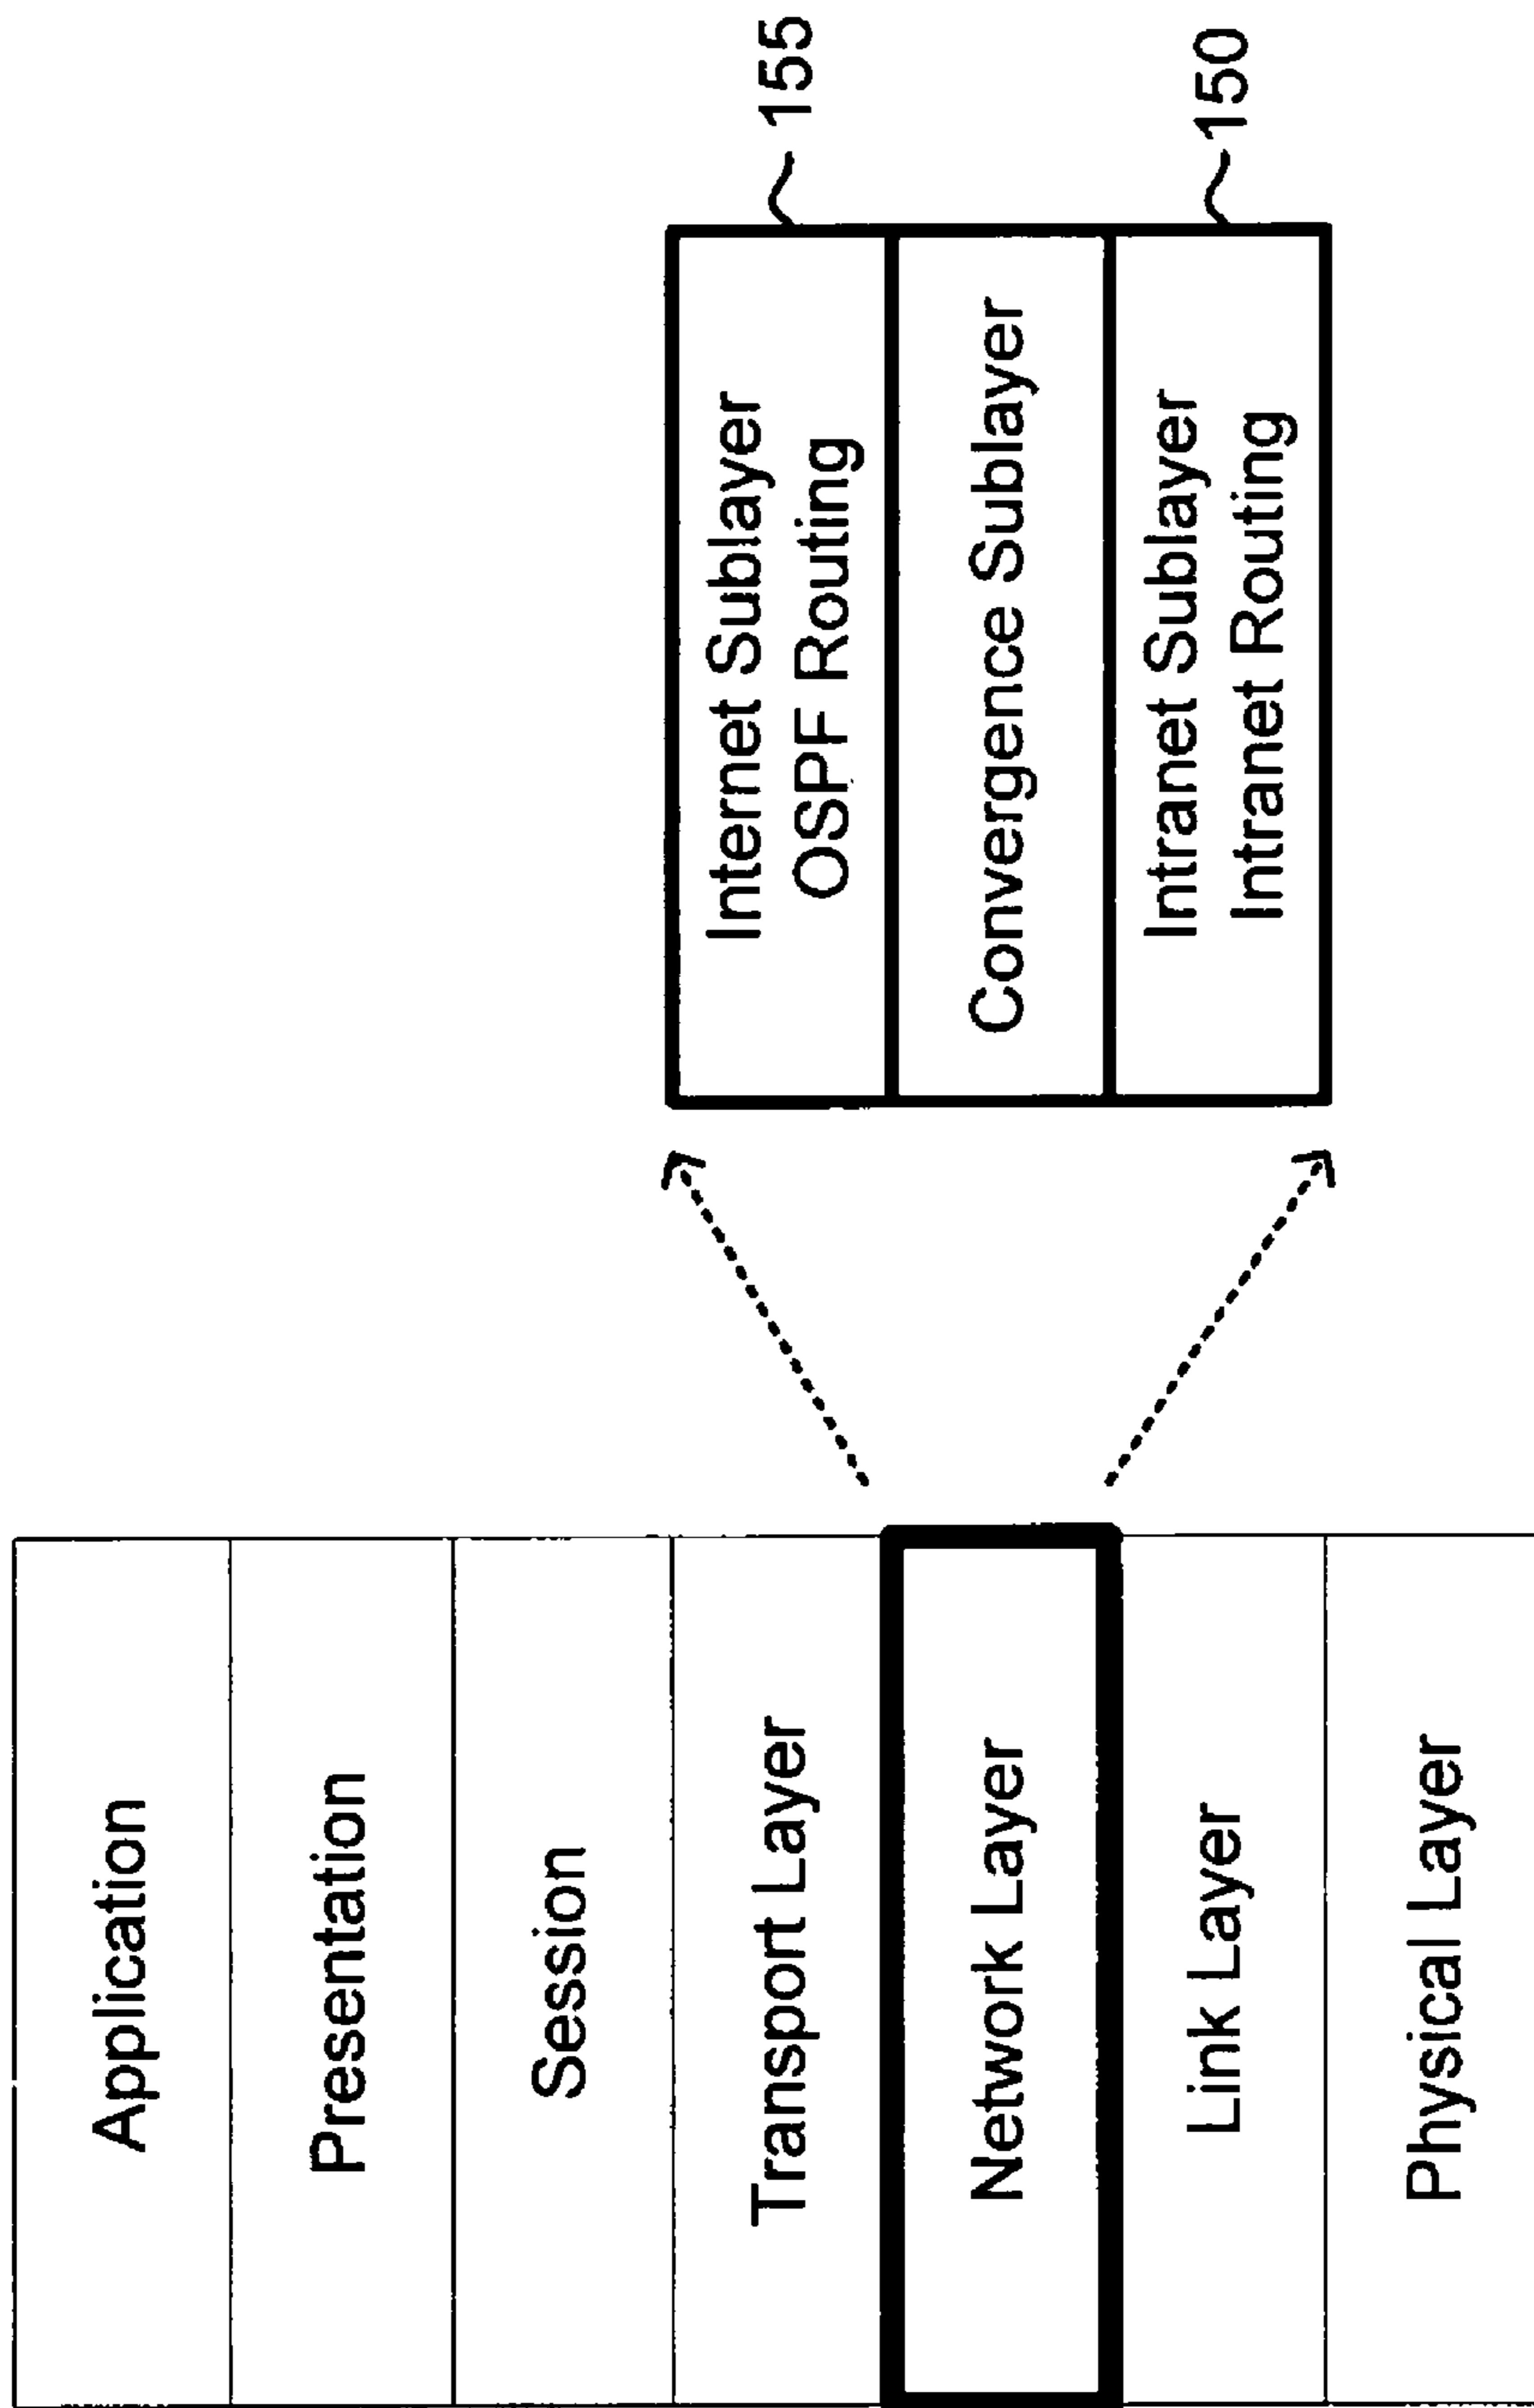 Application
Presentation
Session
Transport Layer
Network Layer
Link Layer
Physical Layer
Internet Sublayer
OSPF Routing
Convergence Sublayer
Intranet Sublayer
Intranet Routing
155
150